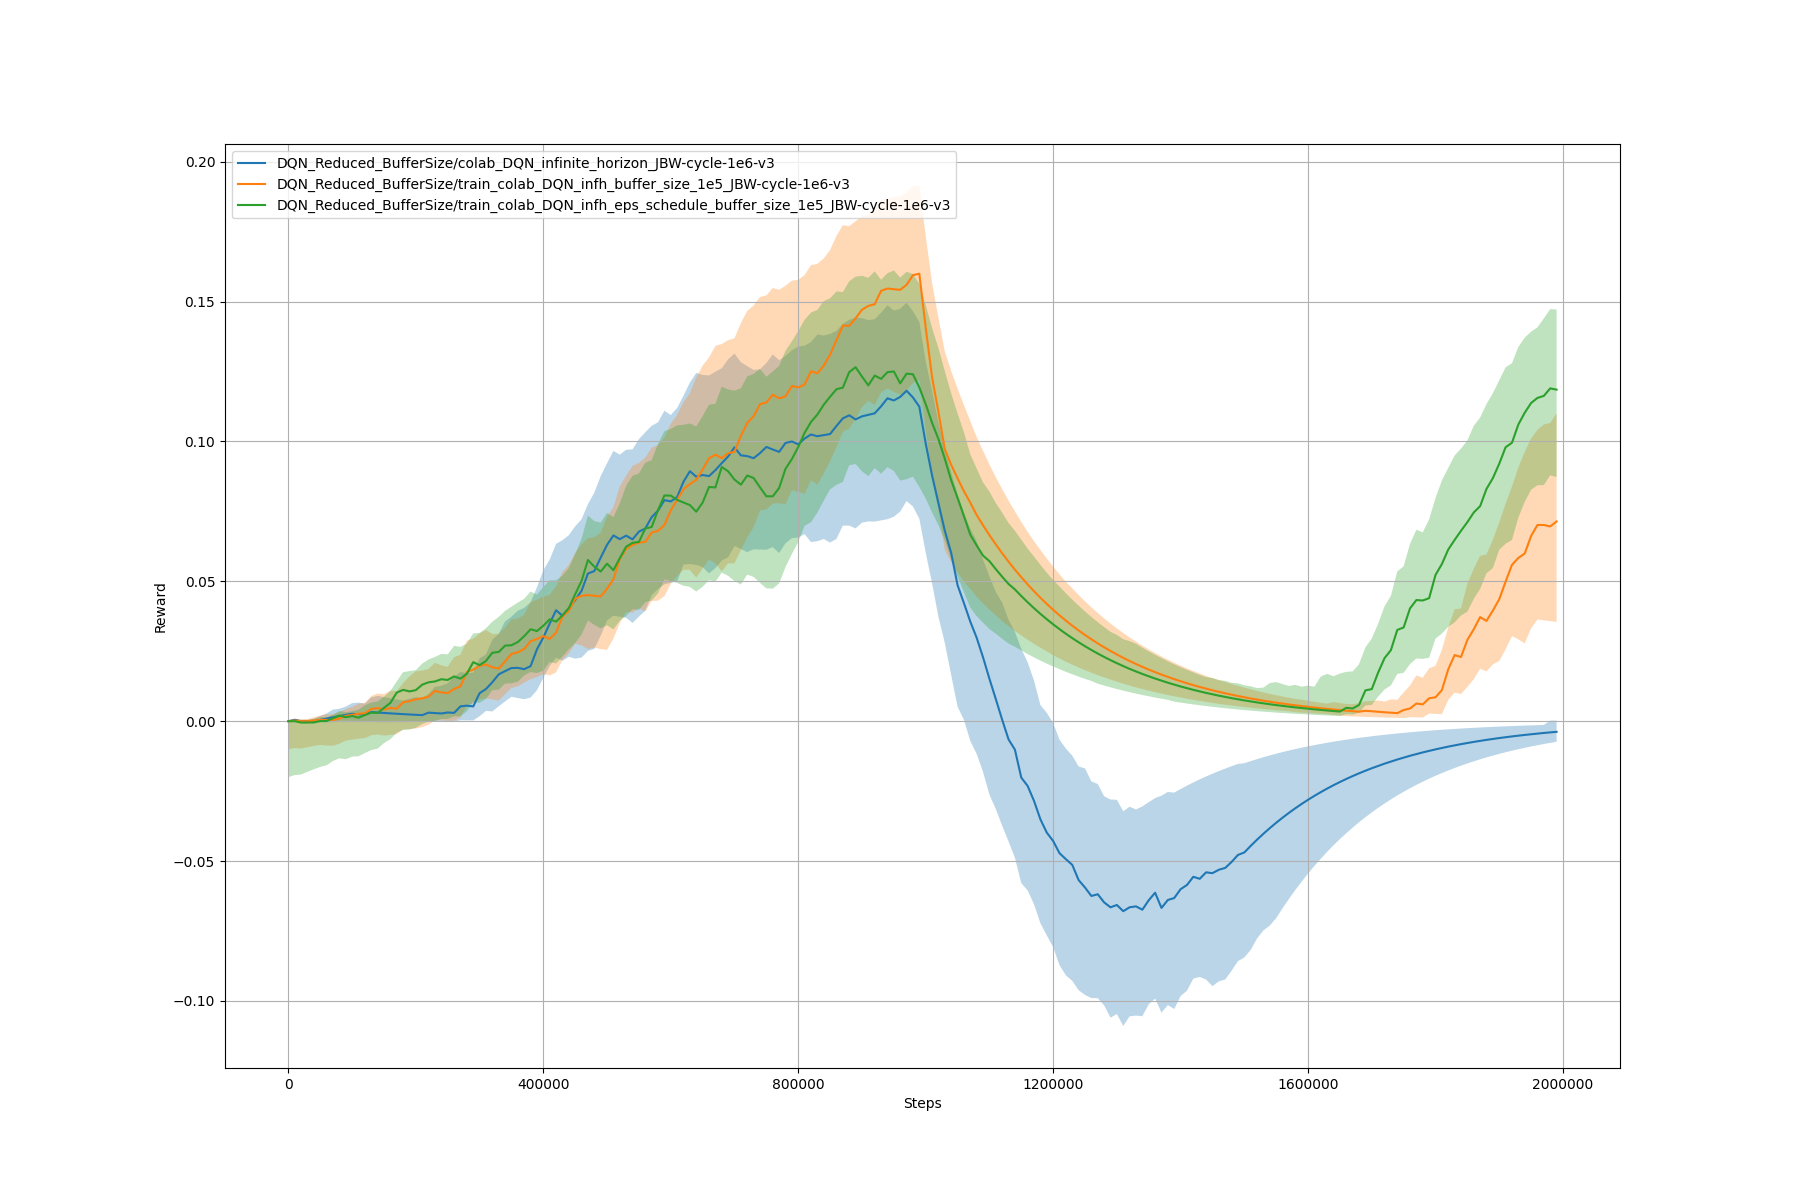 DQN_Reduced_BufferSize/colab_DQN_infinite_horizon_JBW-cycle-1e6-v3
DQN_Reduced_BufferSize/train_colab_DQN_infh_buffer_size_1e5_JBW-cycle-1e6-v3
DQN_Reduced_BufferSize/train_colab_DQN_infh_eps_schedule_buffer_size_1e5_JBW-cycle-1e6-v3
0.20
0.15
0.10
0.05
0.00
−0.05
−0.10
Reward
0 400000 800000 1200000 1600000 2000000
Steps